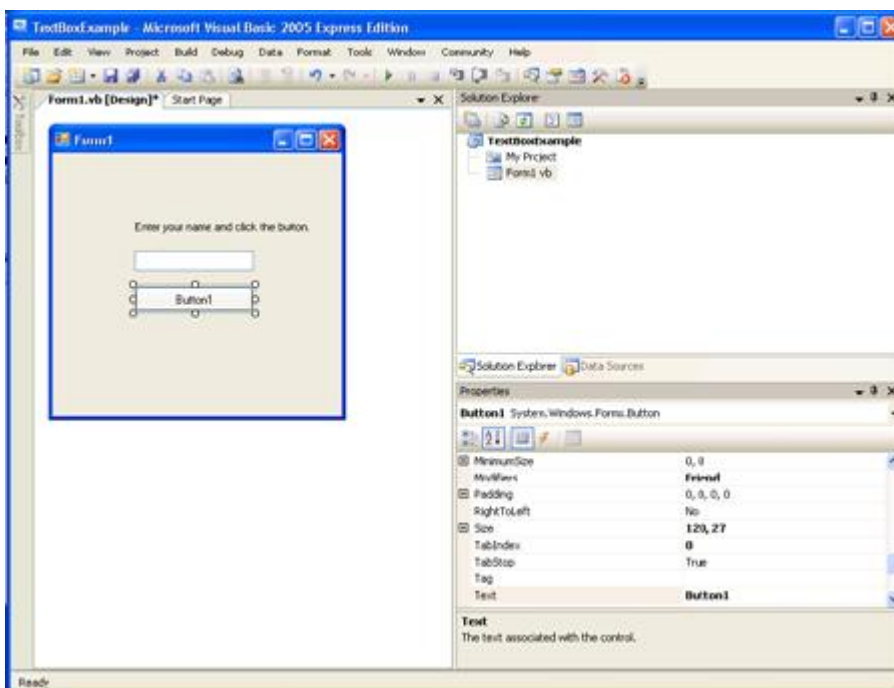 TextBoxExample - Microsoft Visual Basic 2005 Express Edition
File Edit View Project Build Debug Data Format Tools Window Community Help
Toolbox
Form1.vb [Design]* Start Page
Form1
Enter your name and click the button.
Button1
Solution Explorer
TextBoxExample
My Project
Form1.vb
Solution Explorer Data Sources
Properties
Button1 System.Windows.Forms.Button
MinimumSize 0, 0
Modifiers Friend
Padding 0, 0, 0, 0
RightToLeft No
Size 120, 27
TabIndex 0
TabStop True
Tag
Text Button1
Text
The text associated with the control.
Ready